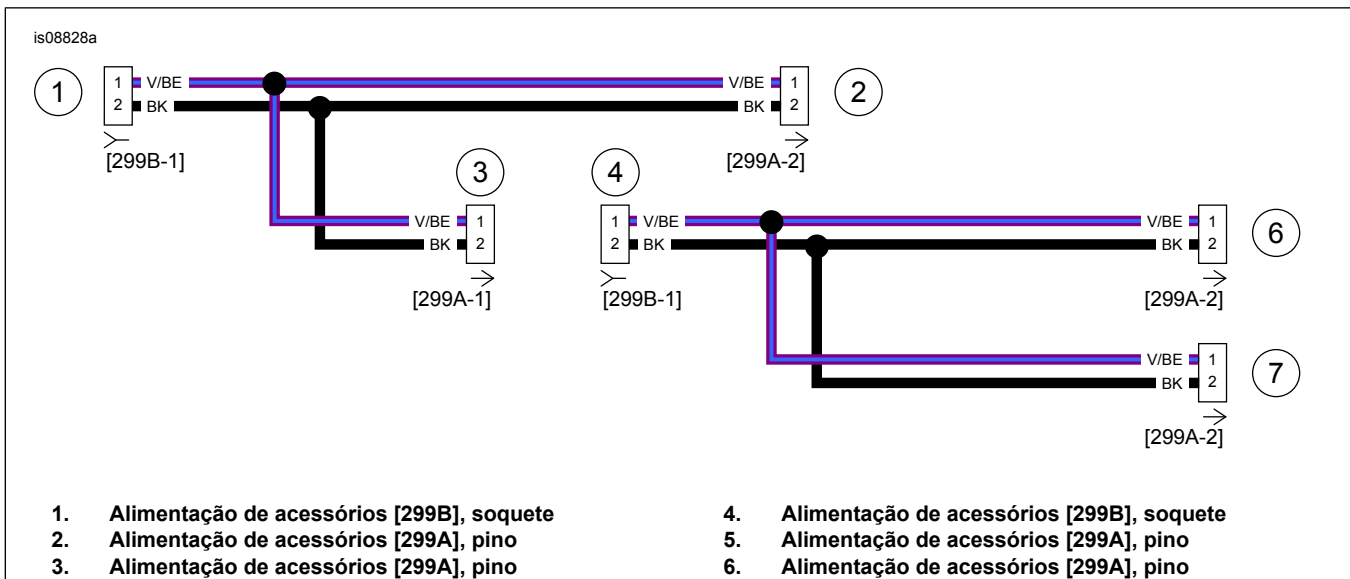 is08828a
1 1 V/BE V/BE 1 2
2 BK BK 2
[299B-1] [299A-2]
3 4
V/BE 1 1 V/BE V/BE 1 6
BK 2 2 BK BK 2
[299A-1] [299B-1] [299A-2]
V/BE 1 7
BK 2
[299A-2]
1. Alimentação de acessórios [299B], soquete
2. Alimentação de acessórios [299A], pino
3. Alimentação de acessórios [299A], pino
4. Alimentação de acessórios [299B], soquete
5. Alimentação de acessórios [299A], pino
6. Alimentação de acessórios [299A], pino